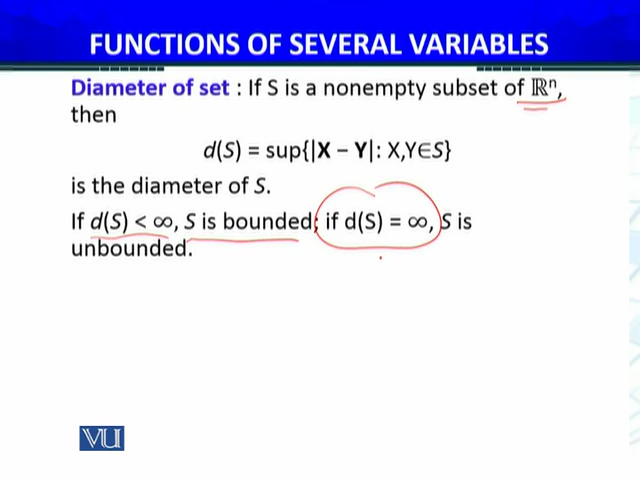 FUNCTIONS OF SEVERAL VARIABLES
Diameter of set : If S is a nonempty subset of ℝⁿ,
then
d(S) = sup{|X − Y|: X,Y∈S}
is the diameter of S.
If d(S) < ∞, S is bounded; if d(S) = ∞, S is
unbounded.
VU